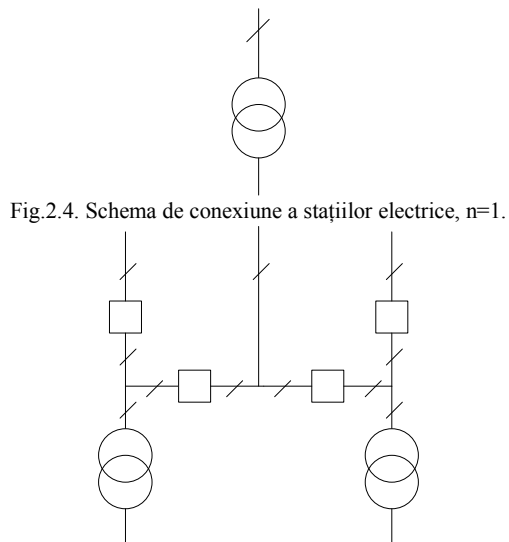 Fig.2.4. Schema de conexiune a stațiilor electrice, n=1.